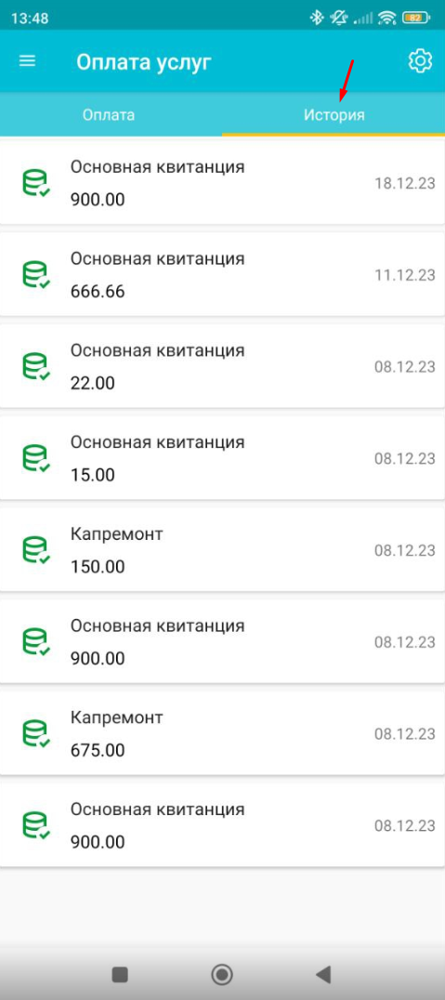 13:48
82
Оплата услуг
Оплата
История
Основная квитанция
900.00
18.12.23
Основная квитанция
666.66
11.12.23
Основная квитанция
22.00
08.12.23
Основная квитанция
15.00
08.12.23
Капремонт
150.00
08.12.23
Основная квитанция
900.00
08.12.23
Капремонт
675.00
08.12.23
Основная квитанция
900.00
08.12.23